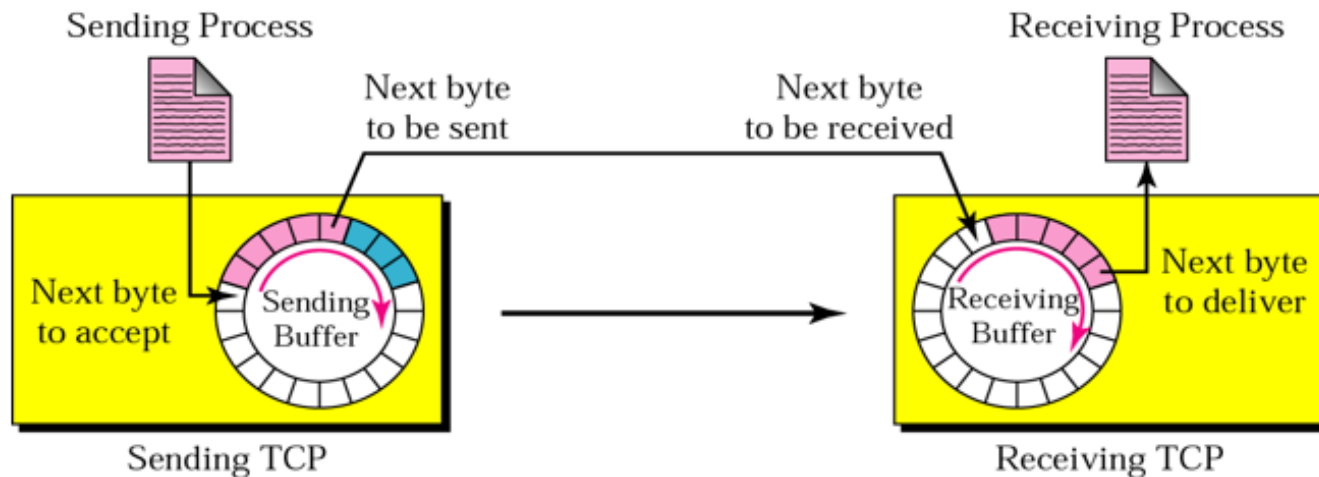 Sending Process
Receiving Process
Next byte
to be sent
Next byte
to be received
Next byte
to accept
Sending
Buffer
Receiving
Buffer
Next byte
to deliver
Sending TCP
Receiving TCP